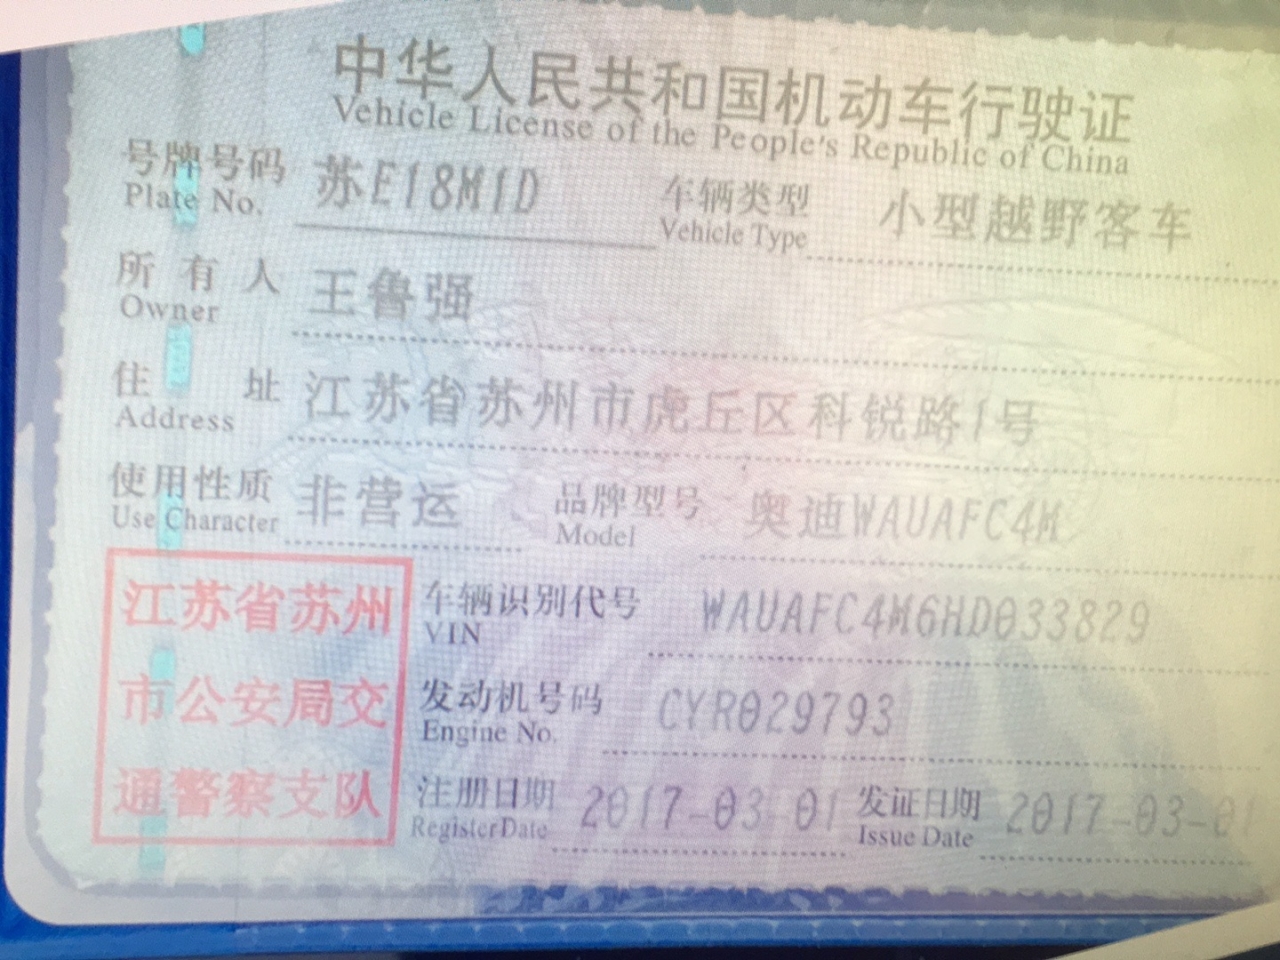 中华人民共和国机动车行驶证
Vehicle License of the People's Republic of China
号牌号码 苏E18M1D 车辆类型 小型越野客车
Plate No. Vehicle Type
所有人 王鲁强
Owner
住址 江苏省苏州市虎丘区科锐路1号
Address
使用性质 非营运 品牌型号 奥迪WAUAFC4M
Use Character Model
江苏省苏州
市公安局交
通警察支队
车辆识别代号 WAUAFC4M6HD033829
VIN
发动机号码 CYR029793
Engine No.
注册日期 2017-03-01 发证日期 2017-03-01
Register Date Issue Date